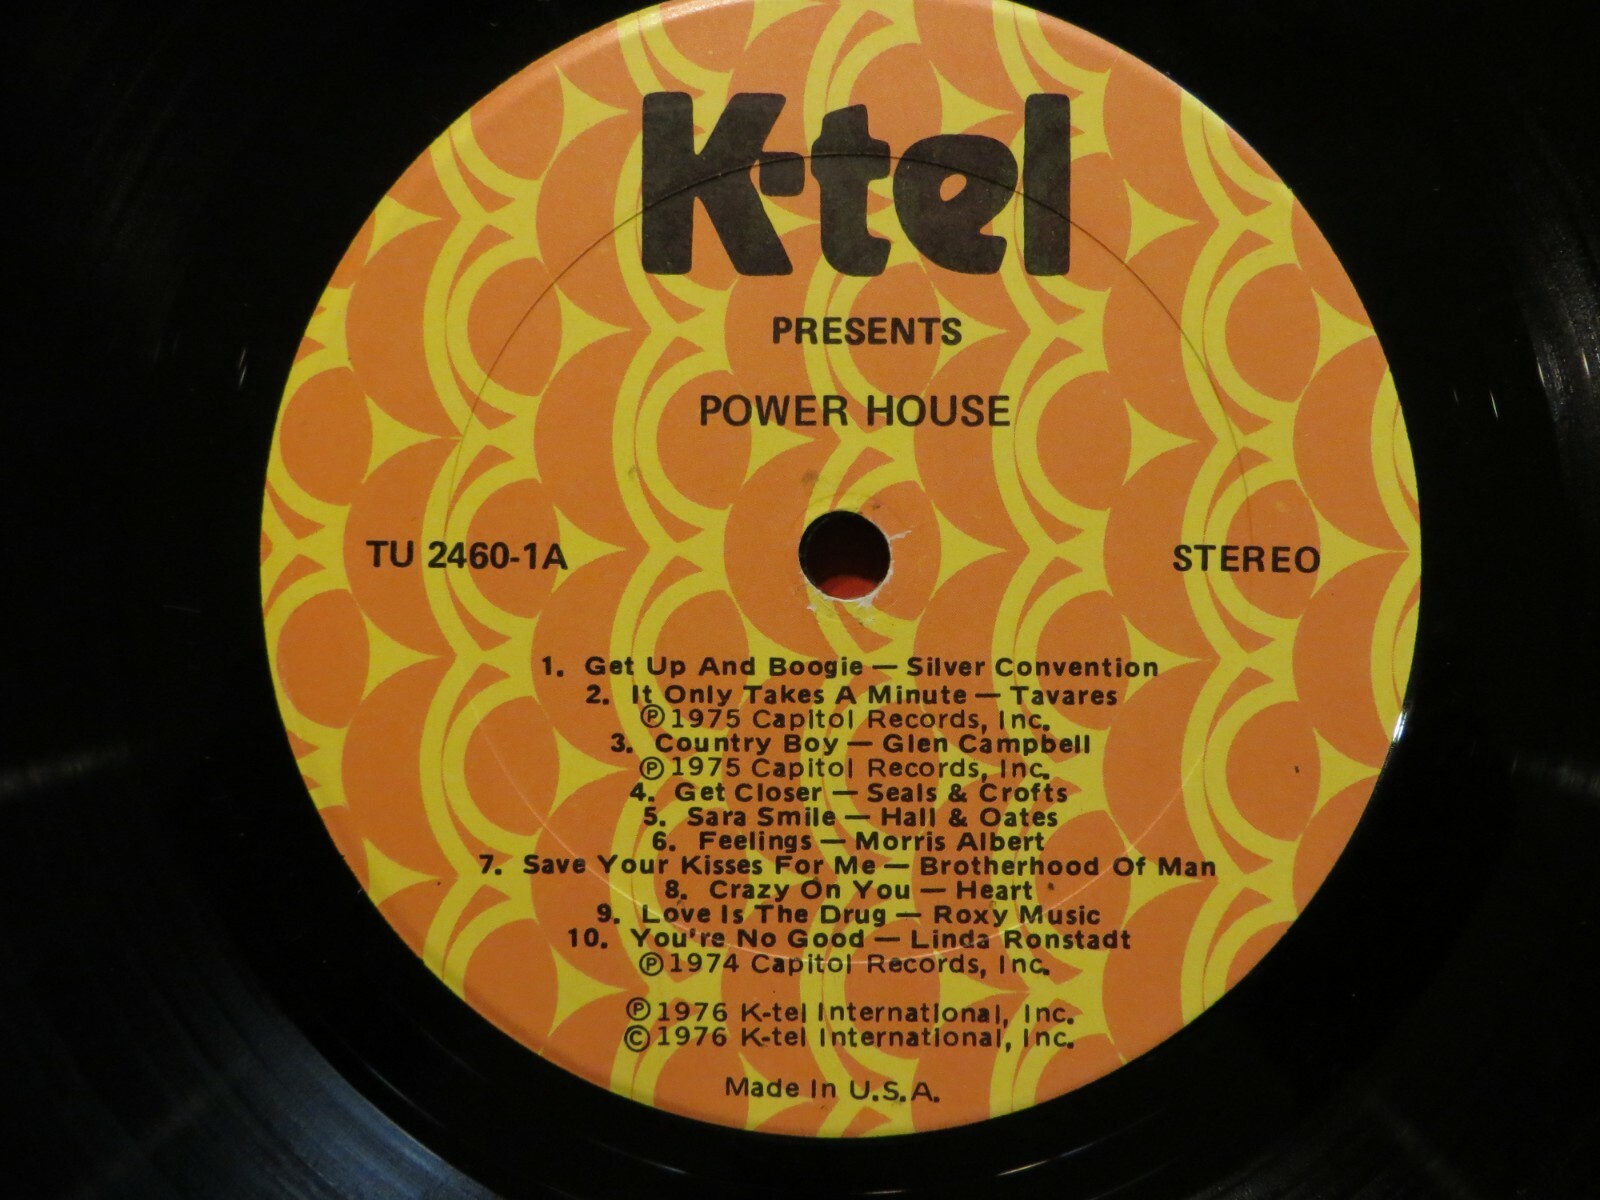 K-tel
PRESENTS
POWER HOUSE
TU 2460-1A
STEREO
1. Get Up And Boogie — Silver Convention
2. It Only Takes A Minute — Tavares
℗1975 Capitol Records, Inc.
3. Country Boy — Glen Campbell
℗1975 Capitol Records, Inc.
4. Get Closer — Seals & Crofts
5. Sara Smile — Hall & Oates
6. Feelings — Morris Albert
7. Save Your Kisses For Me — Brotherhood Of Man
8. Crazy On You — Heart
9. Love Is The Drug — Roxy Music
10. You're No Good — Linda Ronstadt
℗1974 Capitol Records, Inc.
℗1976 K-tel International, Inc.
©1976 K-tel International, Inc.
Made In U.S.A.